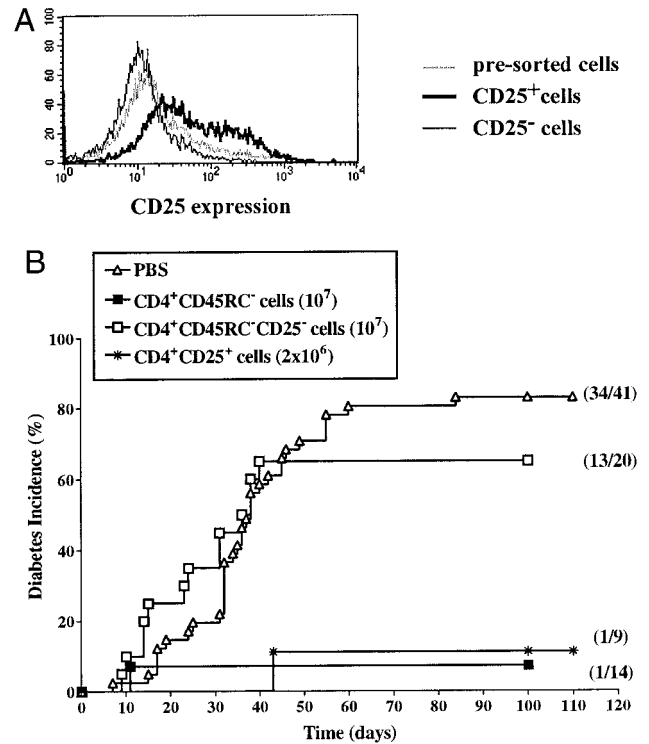 A
100
80
60
40
20
0
10⁰ 10¹ 10² 10³ 10⁴
CD25 expression
pre-sorted cells
CD25⁺cells
CD25⁻ cells
B
PBS
CD4⁺CD45RC⁻ cells (10⁷)
CD4⁺CD45RC⁻CD25⁻ cells (10⁷)
CD4⁺CD25⁺ cells (2x10⁶)
Diabetes Incidence (%)
100
80
60
40
20
0
(34/41)
(13/20)
(1/9)
(1/14)
0 10 20 30 40 50 60 70 80 90 100 110 120
Time (days)